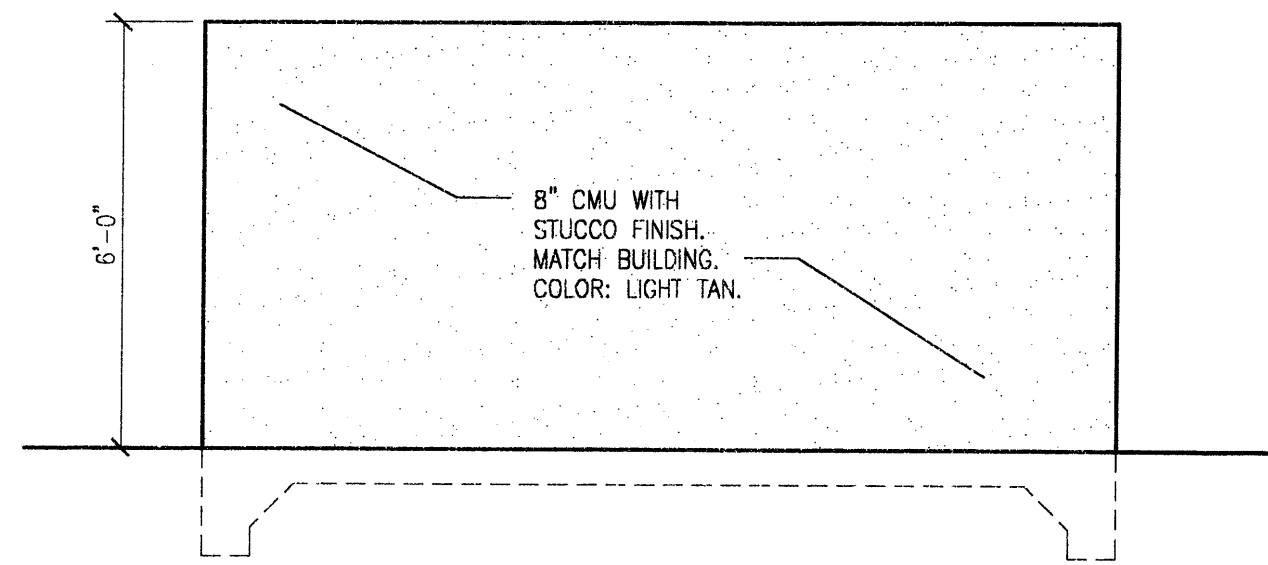 6'-0"
8" CMU WITH
STUCCO FINISH.
MATCH BUILDING.
COLOR: LIGHT TAN.